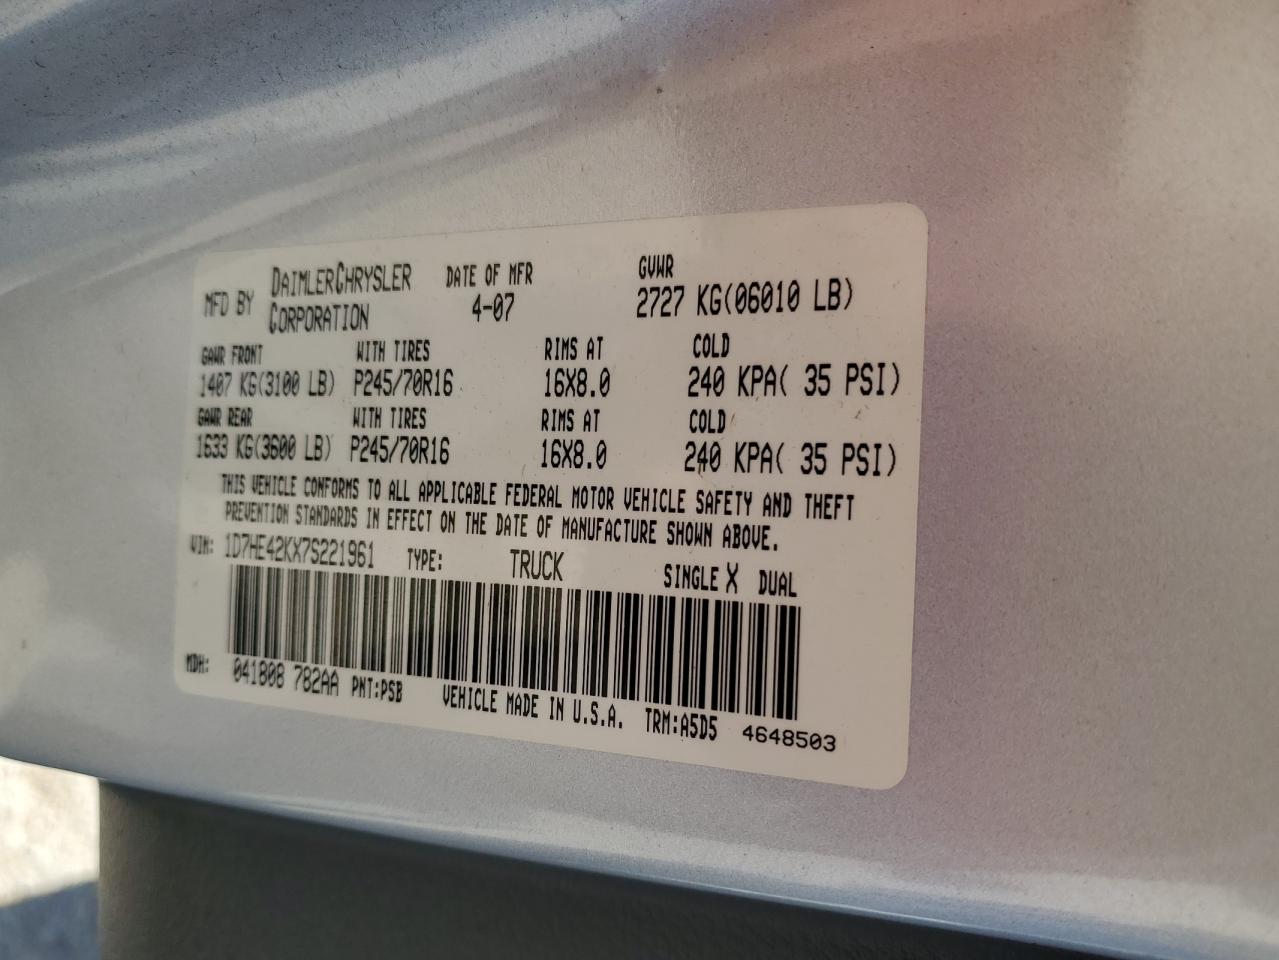 MFD BY DAIMLERCHRYSLER CORPORATION DATE OF MFR 4-07 GVWR 2727 KG(06010 LB)
GAWR FRONT WITH TIRES RIMS AT COLD
1407 KG(3100 LB) P245/70R16 16X8.0 240 KPA( 35 PSI)
GAWR REAR WITH TIRES RIMS AT COLD
1633 KG(3600 LB) P245/70R16 16X8.0 240 KPA( 35 PSI)
THIS VEHICLE CONFORMS TO ALL APPLICABLE FEDERAL MOTOR VEHICLE SAFETY AND THEFT
PREVENTION STANDARDS IN EFFECT ON THE DATE OF MANUFACTURE SHOWN ABOVE.
VIN: 1D7HE42KX7S221961 TYPE: TRUCK SINGLE X DUAL
MDH: 041808 782AA PNT:PSB VEHICLE MADE IN U.S.A. TRM:A5D5 4648503